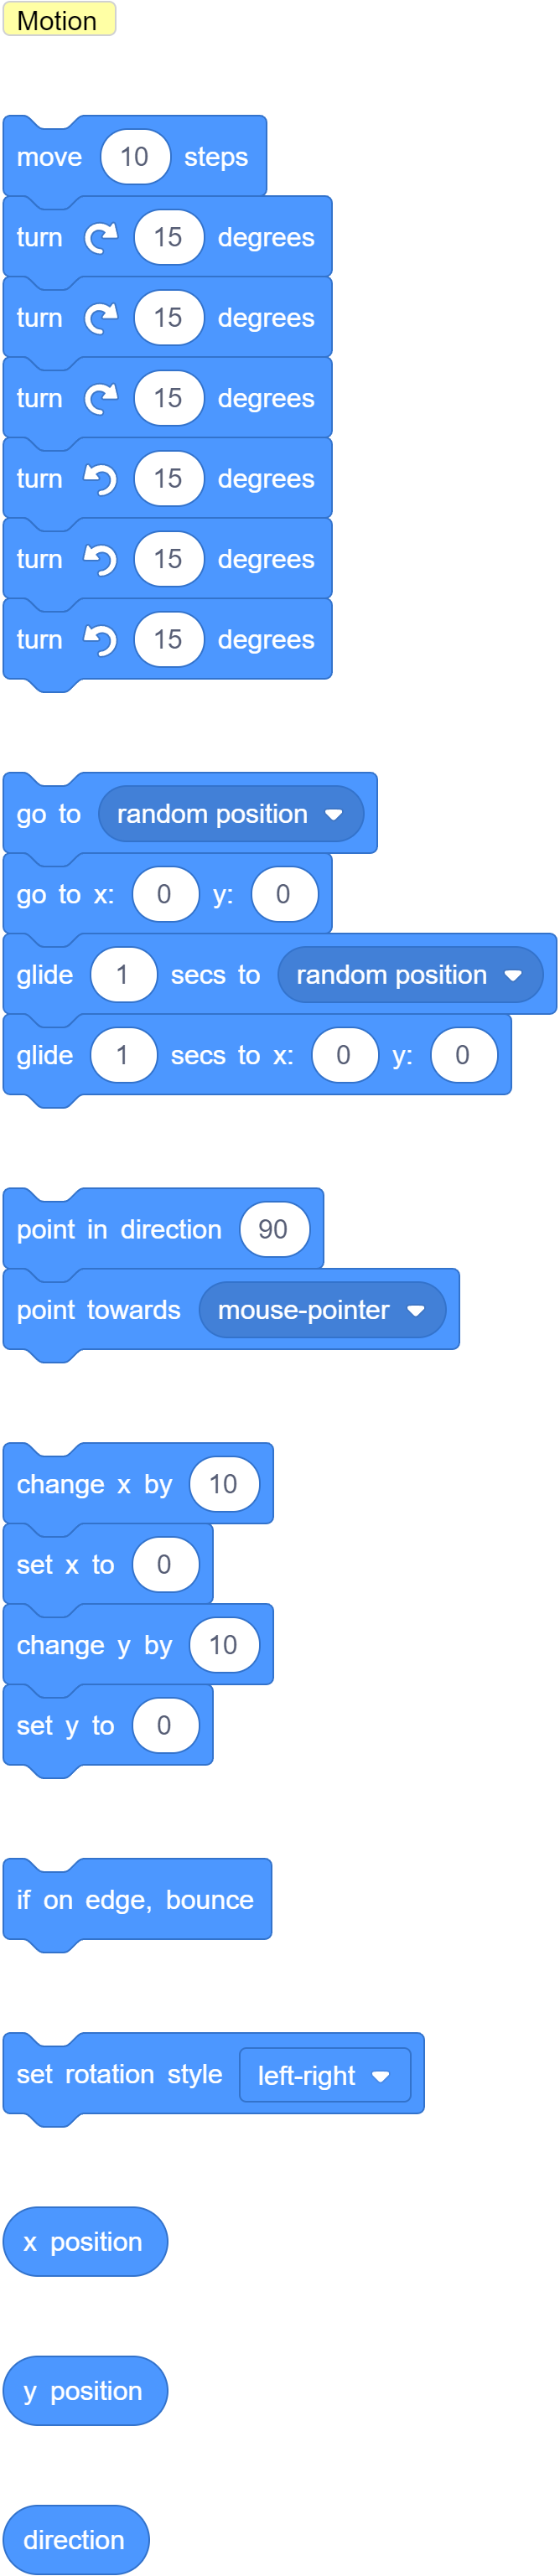 Motion
move 10 steps
turn 15 degrees
turn 15 degrees
turn 15 degrees
turn 15 degrees
turn 15 degrees
turn 15 degrees
go to random position
go to x: 0 y: 0
glide 1 secs to random position
glide 1 secs to x: 0 y: 0
point in direction 90
point towards mouse-pointer
change x by 10
set x to 0
change y by 10
set y to 0
if on edge, bounce
set rotation style left-right
x position
y position
direction